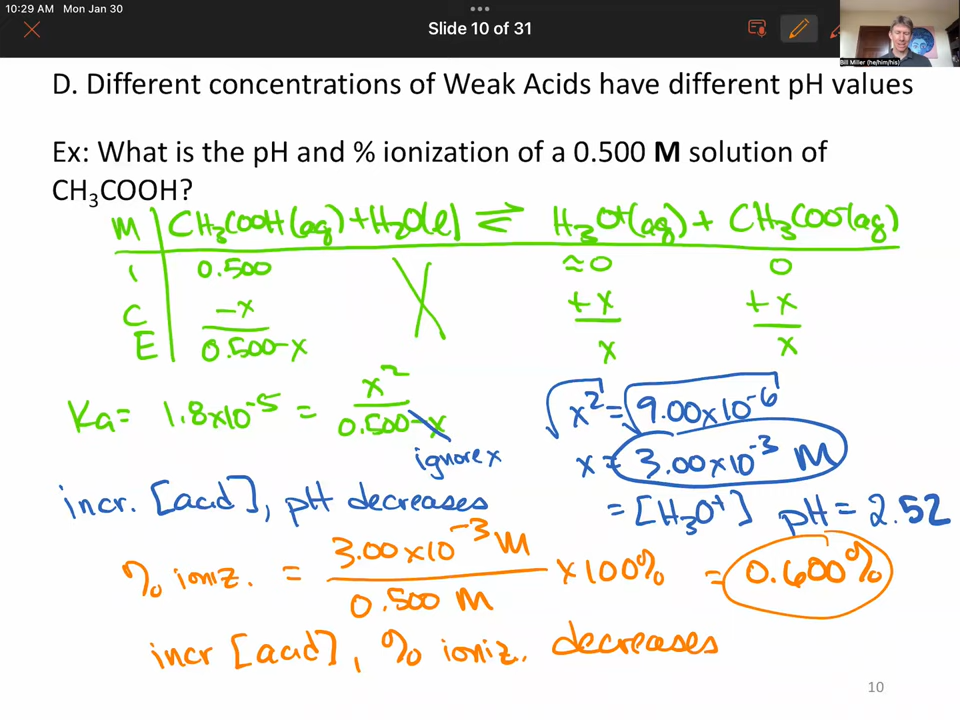 10:29 AM Mon Jan 30
Slide 10 of 31
Bill Miller (he/him/his)
D. Different concentrations of Weak Acids have different pH values
Ex: What is the pH and % ionization of a 0.500 M solution of
CH₃COOH?
M CH₃COOH(aq) + H₂O(l) ⇌ H₃O⁺(aq) + CH₃COO⁻(aq)
I 0.500 ≈0 0
C -x +x +x
E 0.500-x x x
Ka = 1.8x10⁻⁵ = x² / 0.500-x
ignore x
√x² = √9.00x10⁻⁶
x = 3.00x10⁻³ M
= [H₃O⁺] pH = 2.52
incr. [acid], pH decreases
% ioniz. = 3.00x10⁻³ M / 0.500 M x100% = 0.600%
incr [acid], % ioniz. decreases
10